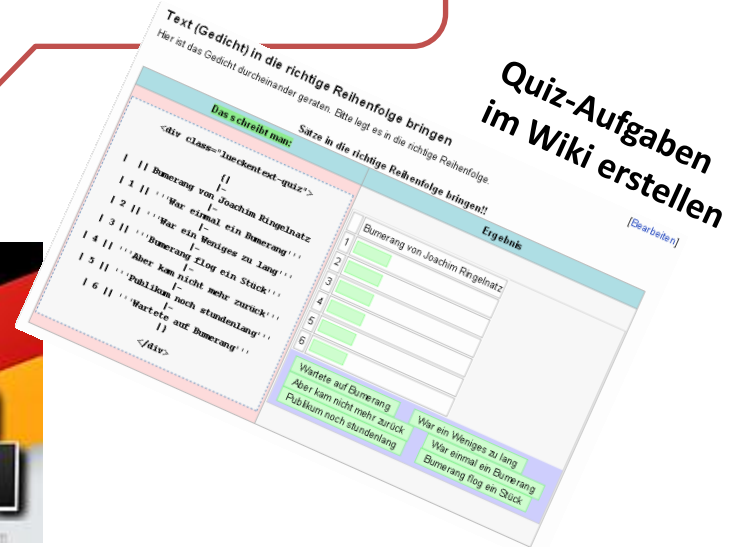 Text (Gedicht) in die richtige Reihenfolge bringen
Hier ist das Gedicht durcheinander geraten. Bitte legt es in die richtige Reihenfolge.
Quiz-Aufgaben
im Wiki erstellen
[Bearbeiten]
Sätze in die richtige Reihenfolge bringen!!
Das schreibt man:
<div class="lueckentext-quiz">
{|
|-
| || Bumerang von Joachim Ringelnatz
|-
| 1 || '''War einmal ein Bumerang'''
|-
| 2 || '''War ein Weniges zu lang'''
|-
| 3 || '''Bumerang flog ein Stück'''
|-
| 4 || '''Aber kam nicht mehr zurück'''
|-
| 5 || '''Publikum noch stundenlang'''
|-
| 6 || '''Wartete auf Bumerang'''
|}
</div>
Ergebnis
Bumerang von Joachim Ringelnatz
1
2
3
4
5
6
Wartete auf Bumerang
War ein Weniges zu lang
Aber kam nicht mehr zurück
War einmal ein Bumerang
Publikum noch stundenlang
Bumerang flog ein Stück